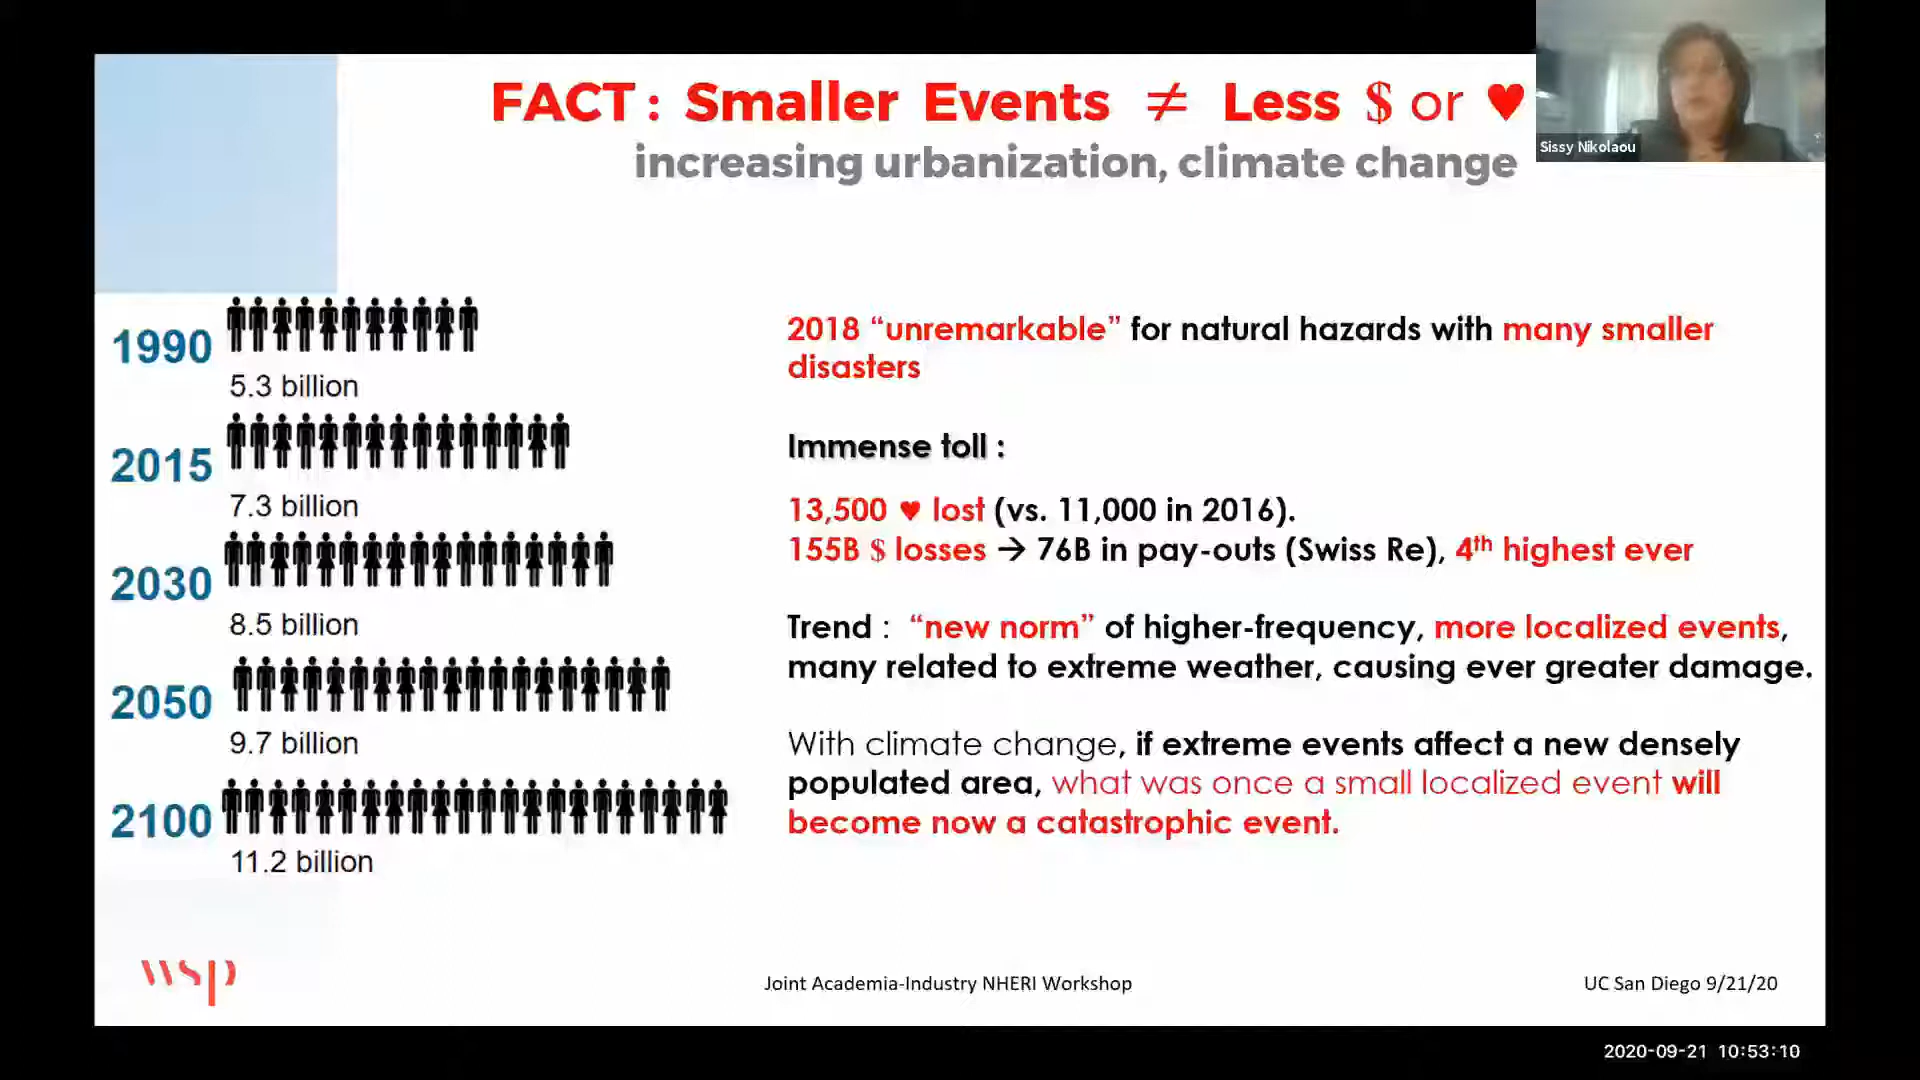 FACT : Smaller Events ≠ Less $ or ♥
increasing urbanization, climate change
Sissy Nikolaou
1990
5.3 billion
2015
7.3 billion
2030
8.5 billion
2050
9.7 billion
2100
11.2 billion
2018 “unremarkable” for natural hazards with many smaller
disasters
Immense toll :
13,500 ♥ lost (vs. 11,000 in 2016).
155B $ losses → 76B in pay-outs (Swiss Re), 4th highest ever
Trend : “new norm” of higher-frequency, more localized events,
many related to extreme weather, causing ever greater damage.
With climate change, if extreme events affect a new densely
populated area, what was once a small localized event will
become now a catastrophic event.
wsp
Joint Academia-Industry NHERI Workshop
UC San Diego 9/21/20
2020-09-21 10:53:10